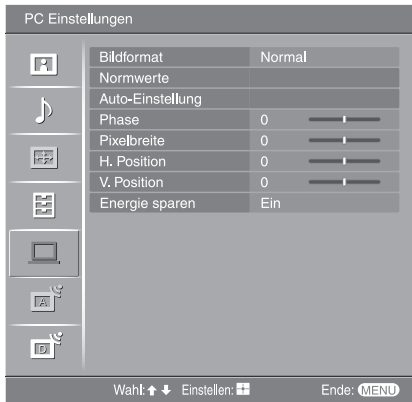 PC Einstellungen
Bildformat Normal
Normwerte
Auto-Einstellung
Phase 0
Pixelbreite 0
H. Position 0
V. Position 0
Energie sparen Ein
A
D
Wahl: Einstellen: Ende: MENU